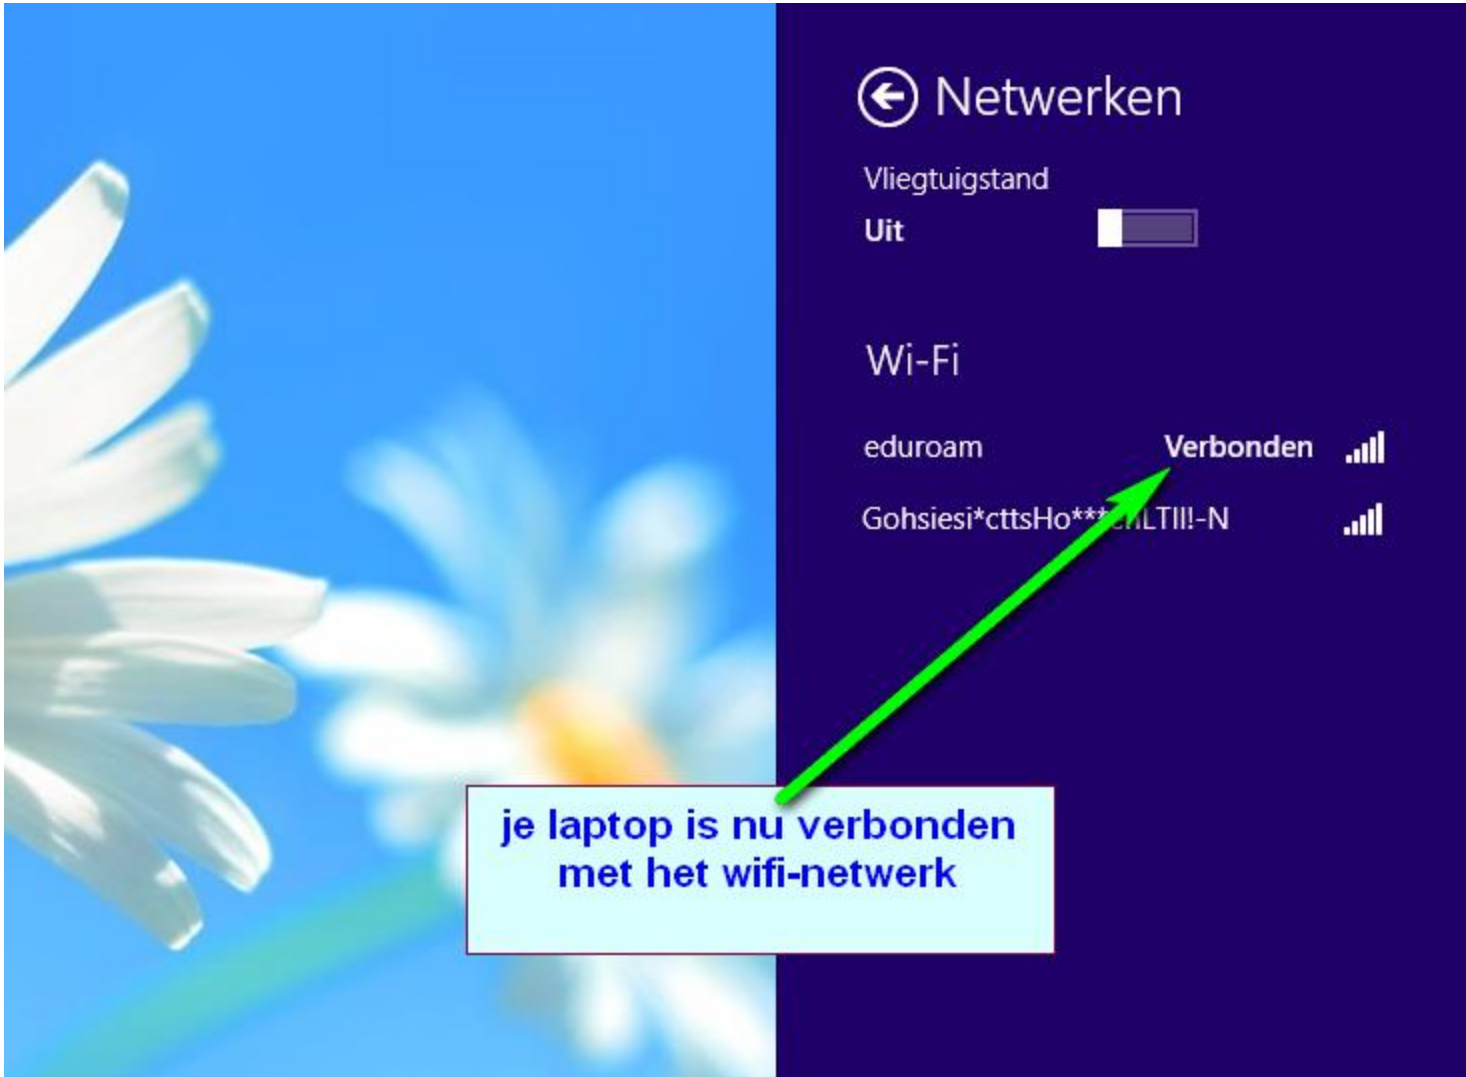 Netwerken
Vliegtuigstand
Uit
Wi-Fi
eduroam Verbonden
je laptop is nu verbonden
met het wifi-netwerk